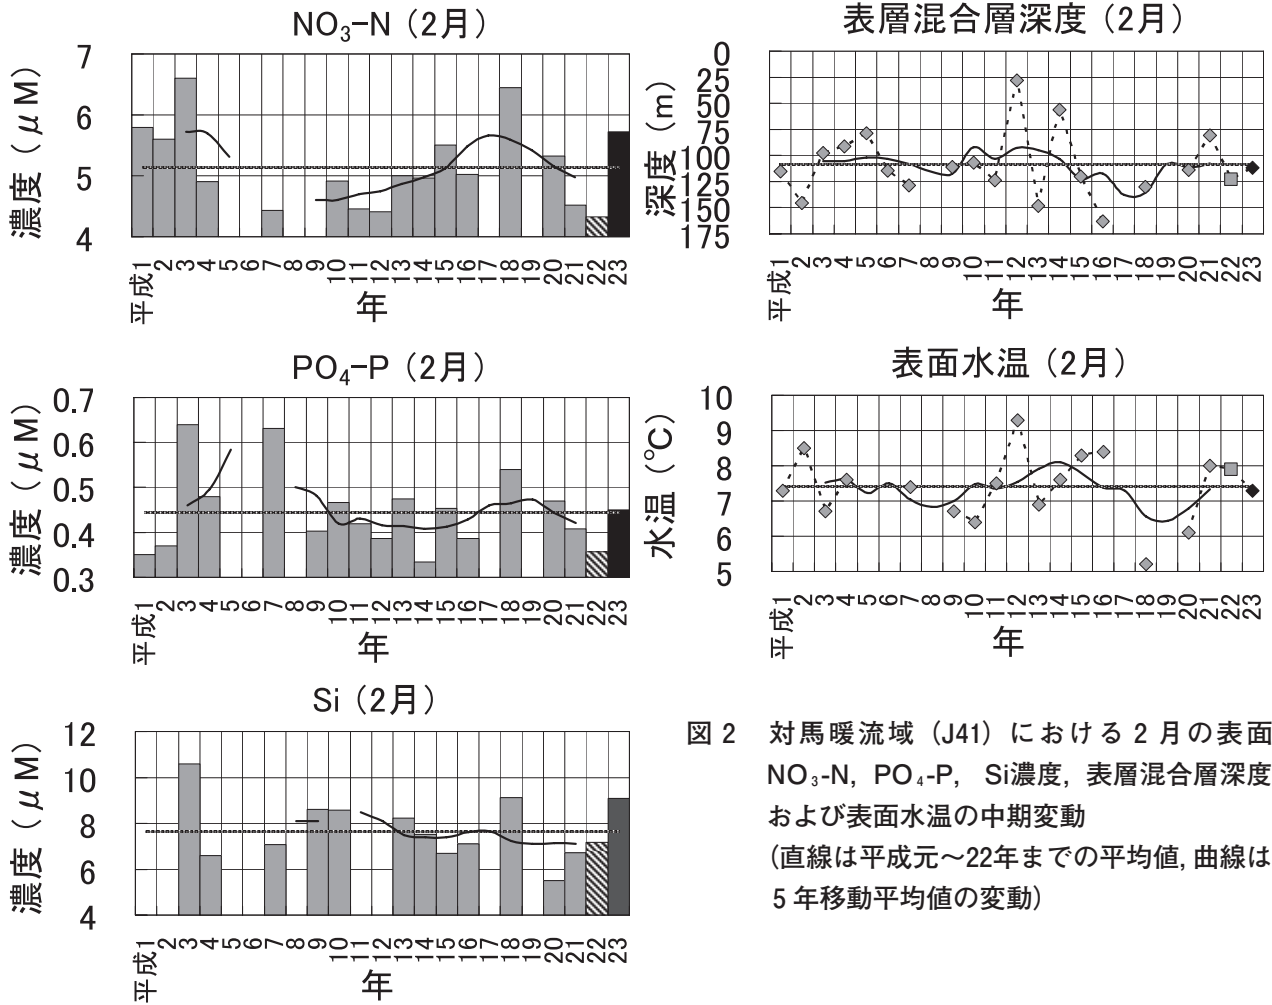 NO₃−N（2月）
濃度（μM）
7
6
5
4
平成1 2 3 4 5 7 8 9 10 11 12 13 14 15 16 17 18 19 20 21 22 23
年
表層混合層深度（2月）
深度（m）
0
25
50
75
100
125
150
175
平成1 2 3 4 5 6 7 8 9 10 11 12 13 14 15 16 17 18 19 20 21 22 23
年
PO₄−P（2月）
濃度（μM）
0.7
0.6
0.5
0.4
0.3
平成1 2 3 4 5 7 8 9 10 11 12 13 14 15 16 17 18 19 20 21 22 23
年
表面水温（2月）
水温（℃）
10
9
8
7
6
5
平成1 2 3 4 5 6 7 8 9 10 11 12 13 14 15 16 17 18 19 20 21 22 23
年
Si（2月）
濃度（μM）
12
10
8
6
4
平成1 2 3 4 5 6 7 8 9 10 11 12 13 14 15 16 17 18 19 20 21 22 23
年
図2 対馬暖流域（J41）における2月の表面
NO₃-N, PO₄-P, Si濃度, 表層混合層深度
および表面水温の中期変動
(直線は平成元～22年までの平均値, 曲線は
5年移動平均値の変動)